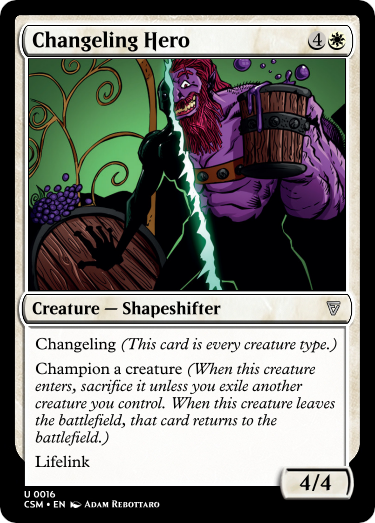 Changeling Hero 4
Creature — Shapeshifter
Changeling (This card is every creature type.)
Champion a creature (When this creature
enters, sacrifice it unless you exile another
creature you control. When this creature leaves
the battlefield, that card returns to the
battlefield.)
Lifelink
4/4
U 0016
CSM • EN Adam Rebottaro